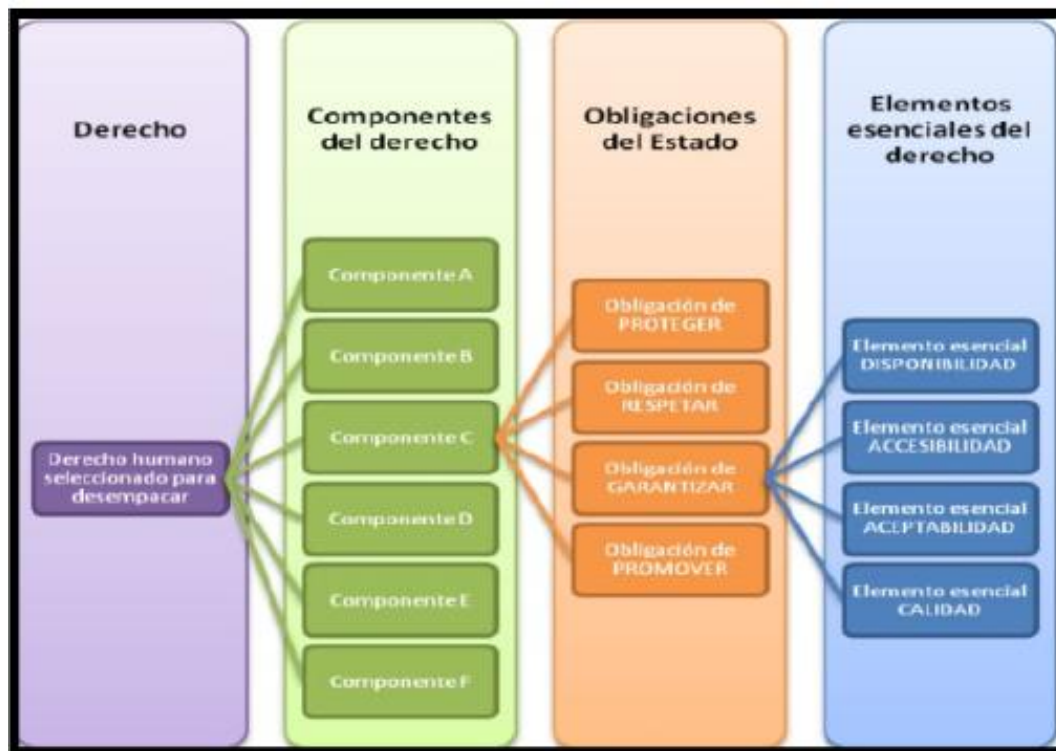 Derecho
Derecho humano
seleccionado para
desempacar
Componentes
del derecho
Componente A
Componente B
Componente C
Componente D
Componente E
Componente F
Obligaciones
del Estado
Obligación de
PROTEGER
Obligación de
RESPETAR
Obligación de
GARANTIZAR
Obligación de
PROMOVER
Elementos
esenciales del
derecho
Elemento esencial
DISPONIBILIDAD
Elemento esencial
ACCESIBILIDAD
Elemento esencial
ACEPTABILIDAD
Elemento esencial
CALIDAD